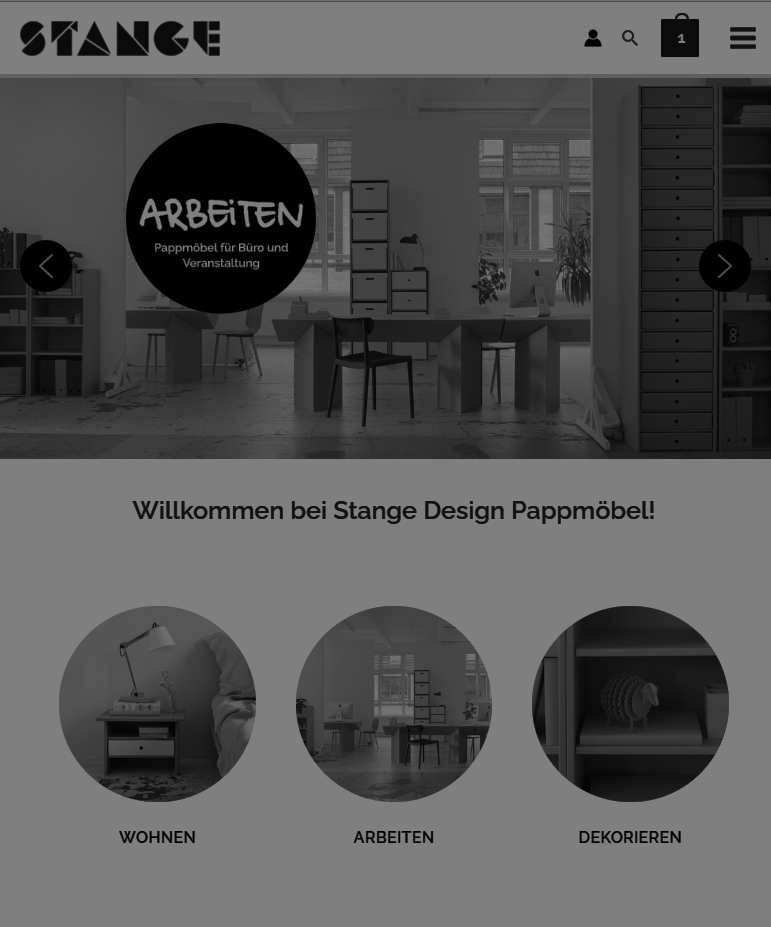 STANGE
1
ARBEiTEN
Pappmöbel für Büro und
Veranstaltung
Willkommen bei Stange Design Pappmöbel!
WOHNEN
ARBEITEN
DEKORIEREN